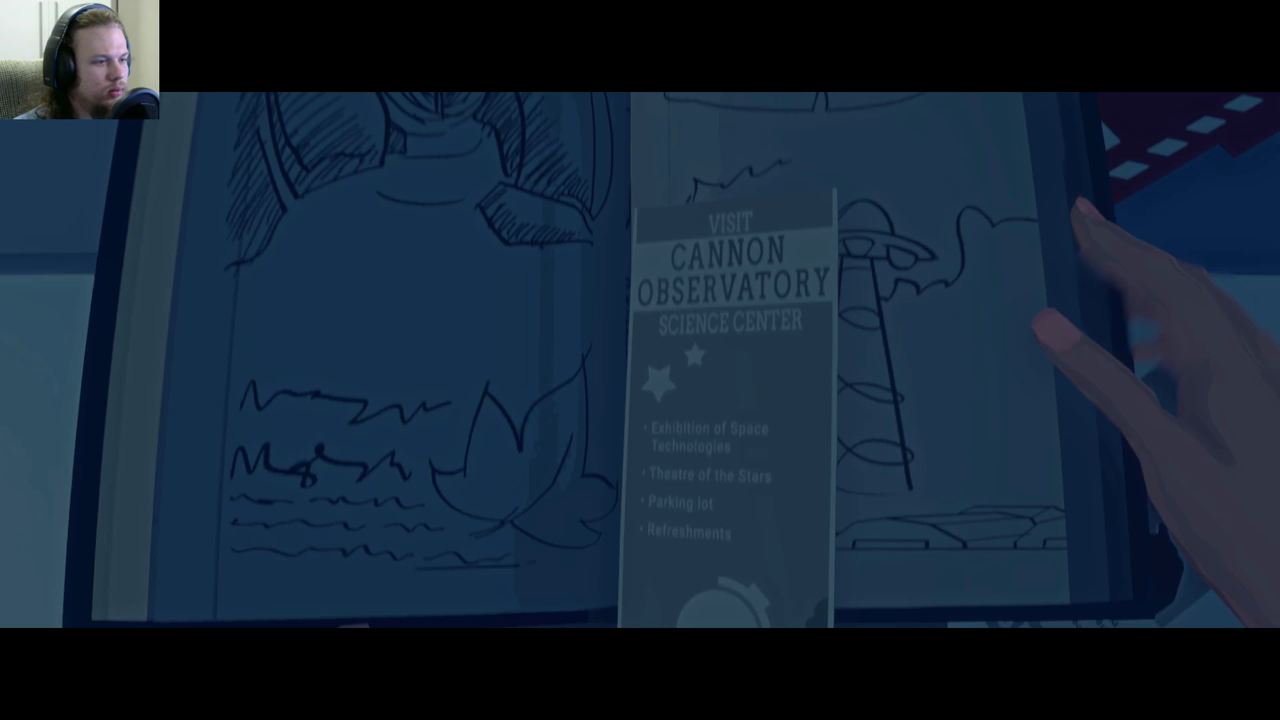 VISIT
CANNON
OBSERVATORY
SCIENCE CENTER
• Exhibition of Space
Technologies
• Theatre of the Stars
• Parking lot
• Refreshments